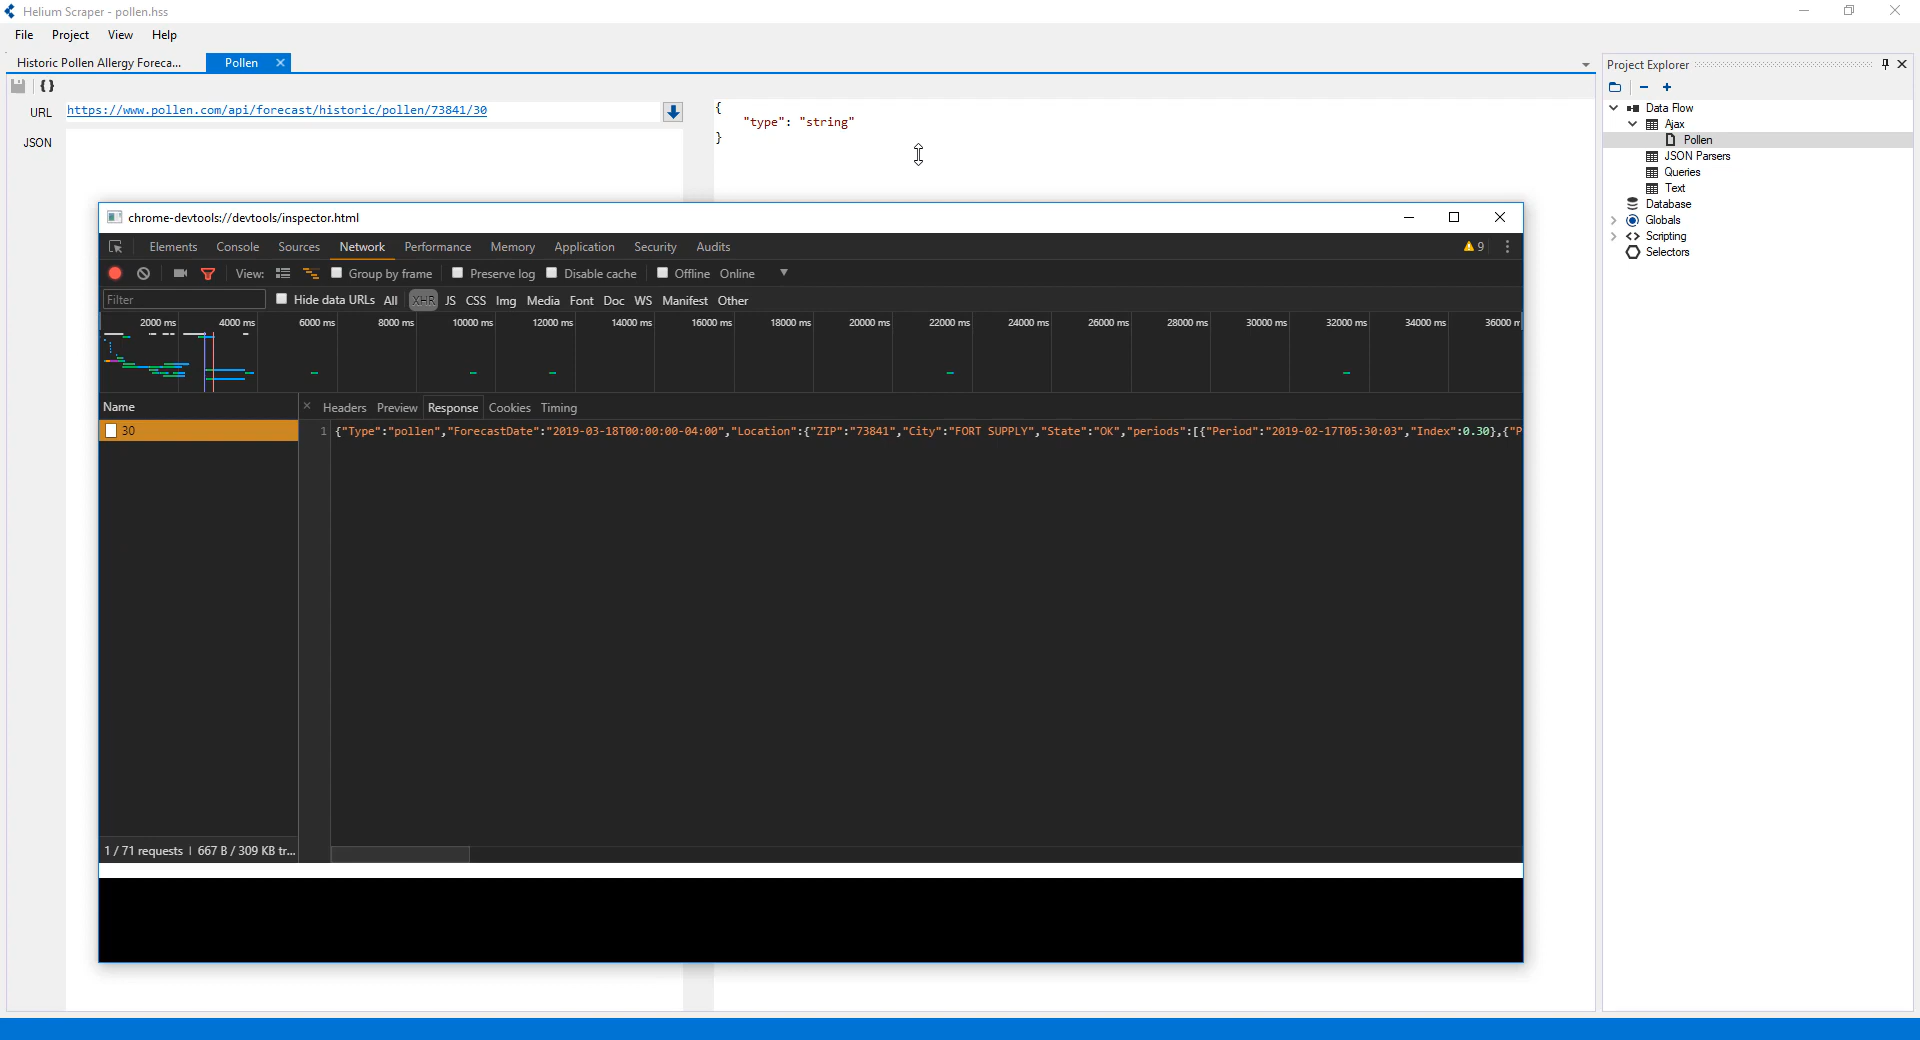 Helium Scraper - pollen.hss
File Project View Help
Historic Pollen Allergy Foreca... Pollen
{ }
URL https://www.pollen.com/api/forecast/historic/pollen/73841/30
JSON
{
"type": "string"
}
Project Explorer
Data Flow
Ajax
Pollen
JSON Parsers
Queries
Text
Database
Globals
Scripting
Selectors
chrome-devtools://devtools/inspector.html
Elements Console Sources Network Performance Memory Application Security Audits 9
View: Group by frame Preserve log Disable cache Offline Online
Filter Hide data URLs All XHR JS CSS Img Media Font Doc WS Manifest Other
2000 ms 4000 ms 6000 ms 8000 ms 10000 ms 12000 ms 14000 ms 16000 ms 18000 ms 20000 ms 22000 ms 24000 ms 26000 ms 28000 ms 30000 ms 32000 ms 34000 ms 36000 m
Name Headers Preview Response Cookies Timing
30
1 {"Type":"pollen","ForecastDate":"2019-03-18T00:00:00-04:00","Location":{"ZIP":"73841","City":"FORT SUPPLY","State":"OK","periods":[{"Period":"2019-02-17T05:30:03","Index":0.30},{"P
1 / 71 requests | 667 B / 309 KB tr...